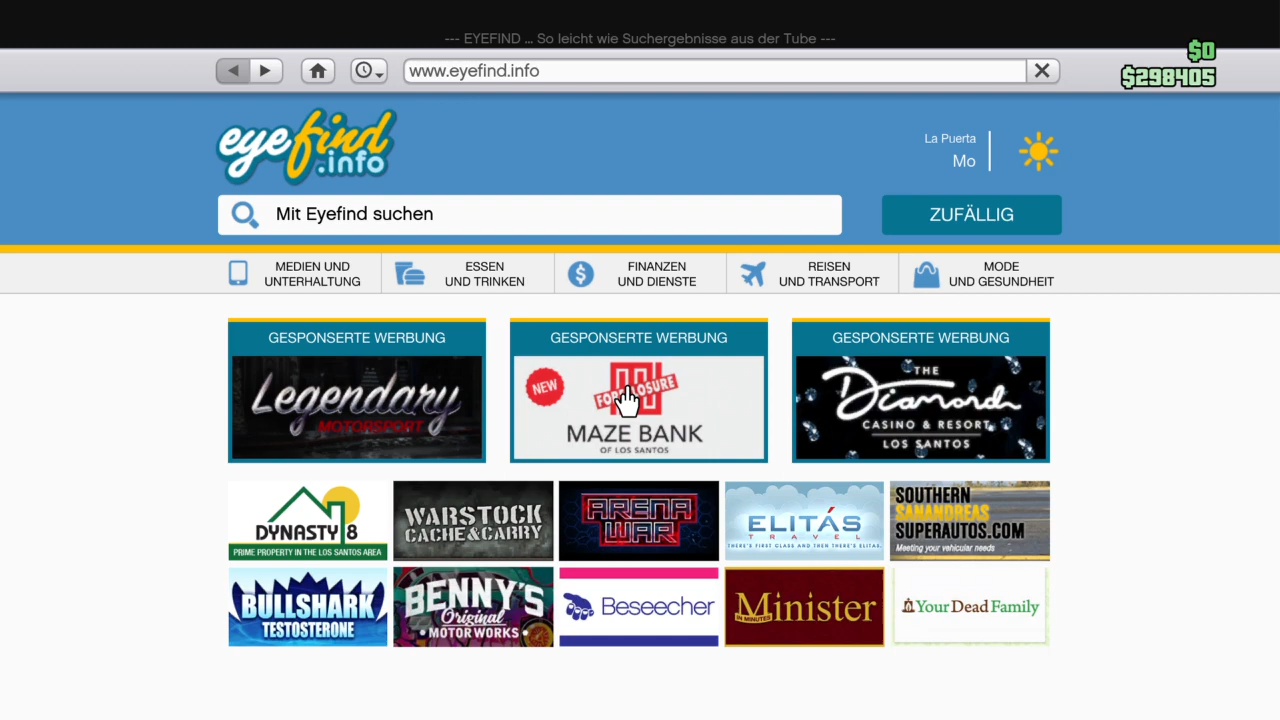 --- EYEFIND ... So leicht wie Suchergebnisse aus der Tube ---
$0
www.eyefind.info
$298405
eyefind
.info
La Puerta
Mo
Mit Eyefind suchen
ZUFÄLLIG
MEDIEN UND
UNTERHALTUNG
ESSEN
UND TRINKEN
FINANZEN
UND DIENSTE
REISEN
UND TRANSPORT
MODE
UND GESUNDHEIT
GESPONSERTE WERBUNG
Legendary
MOTORSPORT
GESPONSERTE WERBUNG
NEW
MAZE BANK
OF LOS SANTOS
GESPONSERTE WERBUNG
THE
Diamond
CASINO & RESORT
LOS SANTOS
DYNASTY 8
PRIME PROPERTY IN THE LOS SANTOS AREA
WARSTOCK
CACHE & CARRY
ARENA
WAR
ELITÁS
TRAVEL
THERE'S FIRST CLASS AND THEN THERE'S ELITAS.
SOUTHERN
SANANDREAS
SUPERAUTOS.COM
Meeting your vehicular needs
BULLSHARK
TESTOSTERONE
BENNY'S
Original
• MOTOR WORKS •
Beseecher
Minister
IN MINUTES
YourDeadFamily